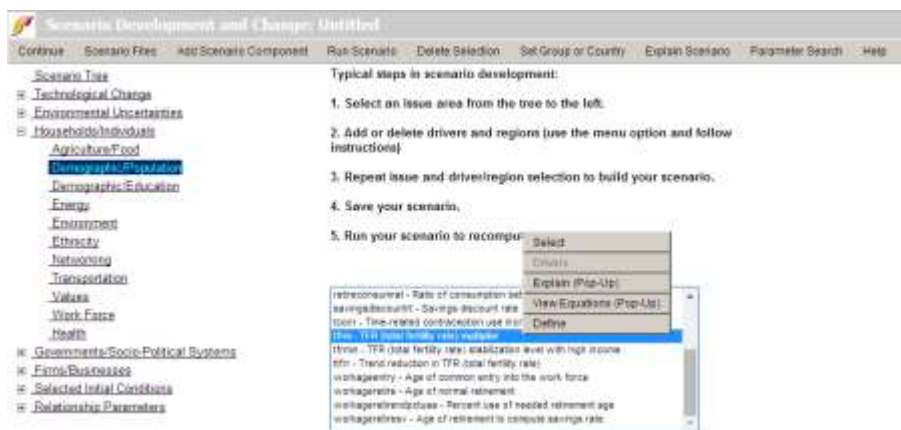 Scenario Development and Change: Untitled
Continue Scenario Files Add Scenario Component Run Scenario Delete Selection Set Group or Country Explain Scenario Parameter Search Help
Scenario Tree
Technological Change
Environmental Uncertainties
Households/Individuals
Agriculture/Food
Demographic/Population
Demographic/Education
Energy
Environment
Ethnicity
Networking
Transportation
Values
Work Force
Health
Governments/Socio-Political Systems
Firms/Businesses
Selected Initial Conditions
Relationship Parameters
Typical steps in scenario development:
1. Select an issue area from the tree to the left.
2. Add or delete drivers and regions (use the menu option and follow
instructions)
3. Repeat issue and driver/region selection to build your scenario.
4. Save your scenario.
5. Run your scenario to recompu
Select
Drivers
Explain (Pop-Up)
View Equations (Pop-Up)
Define
- Ratio of consumption bet
- Savings discount rate
- Time-related contraception use incr
tfrm - TFR (total fertility rate) multiplier
- TFR (total fertility rate) stabilization level with high income
- Trend reduction in TFR (total fertility rate)
workageentry - Age of common entry into the work force
workageretire - Age of normal retirement
- Percent use of needed retirement age
- Age of retirement to compute savings rate